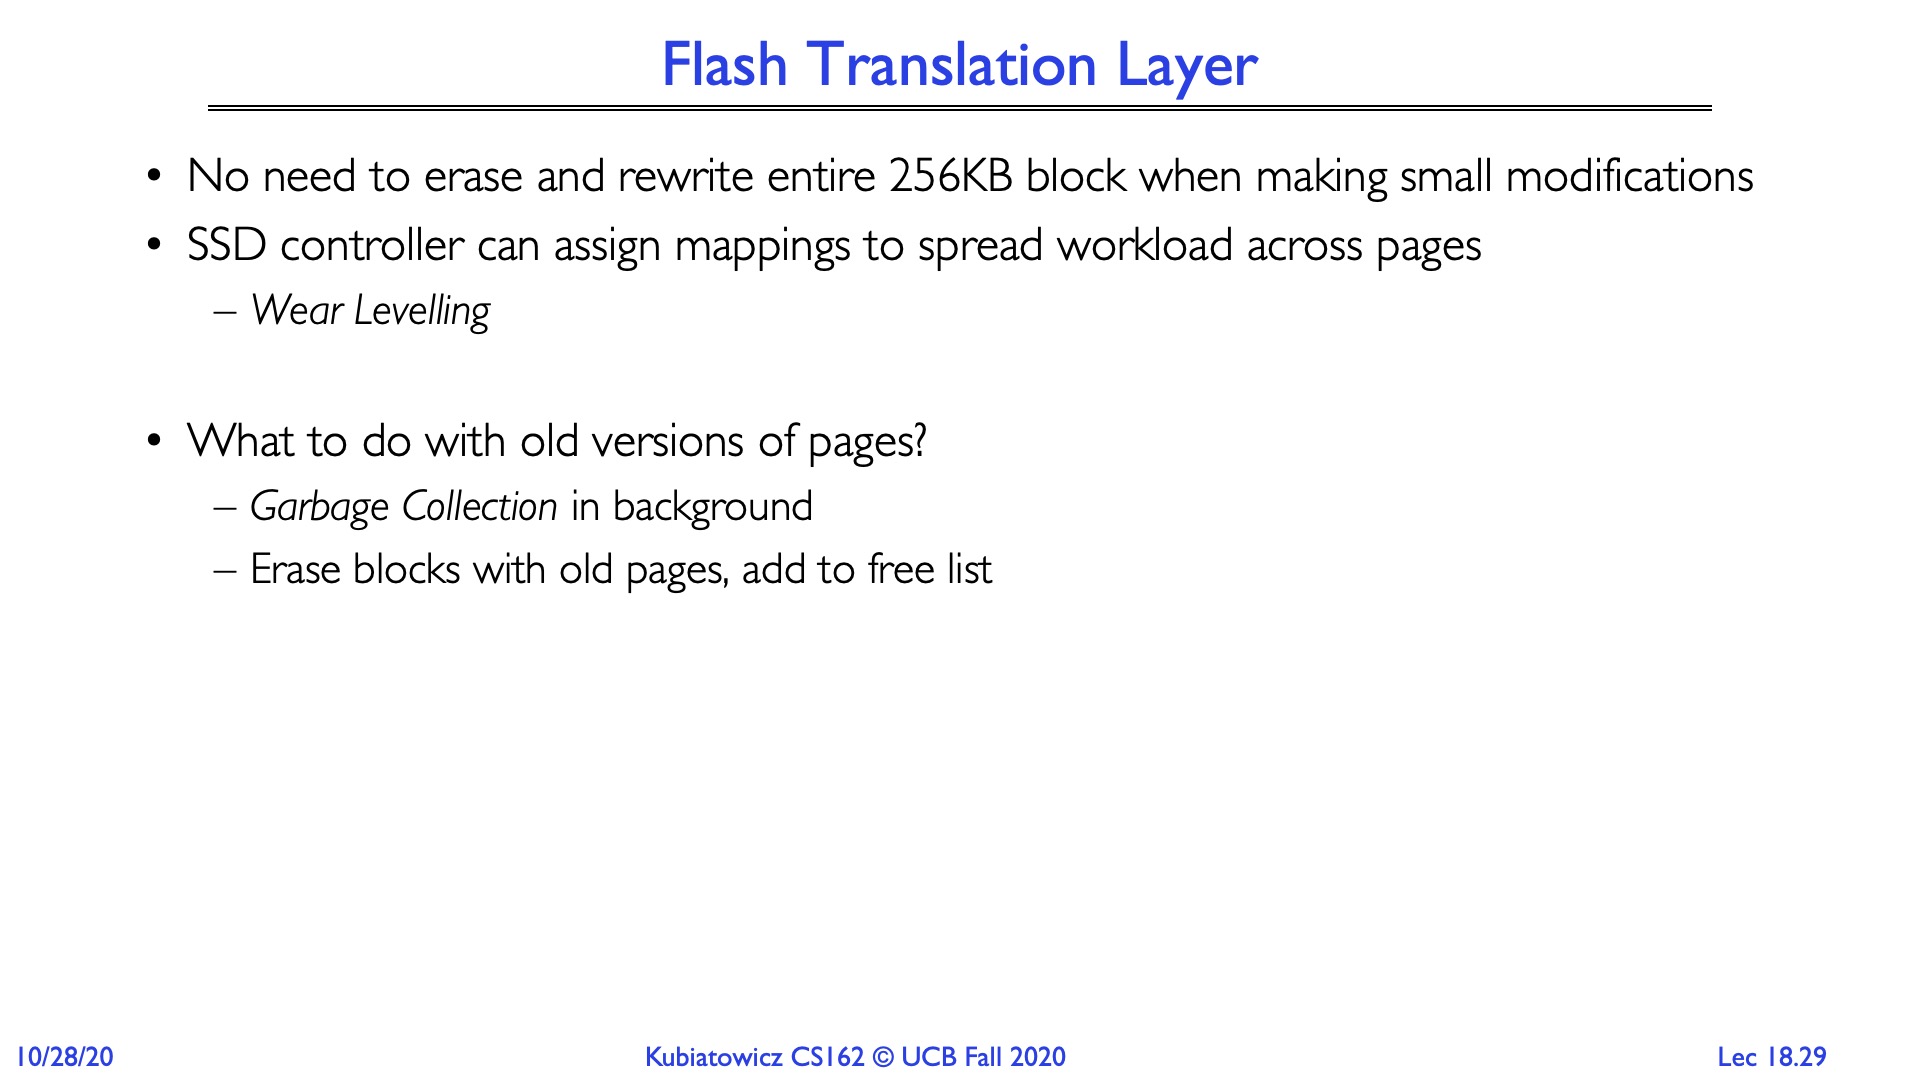 Flash Translation Layer
• No need to erase and rewrite entire 256KB block when making small modifications
• SSD controller can assign mappings to spread workload across pages
– Wear Levelling
• What to do with old versions of pages?
– Garbage Collection in background
– Erase blocks with old pages, add to free list
10/28/20
Kubiatowicz CS162 © UCB Fall 2020
Lec 18.29